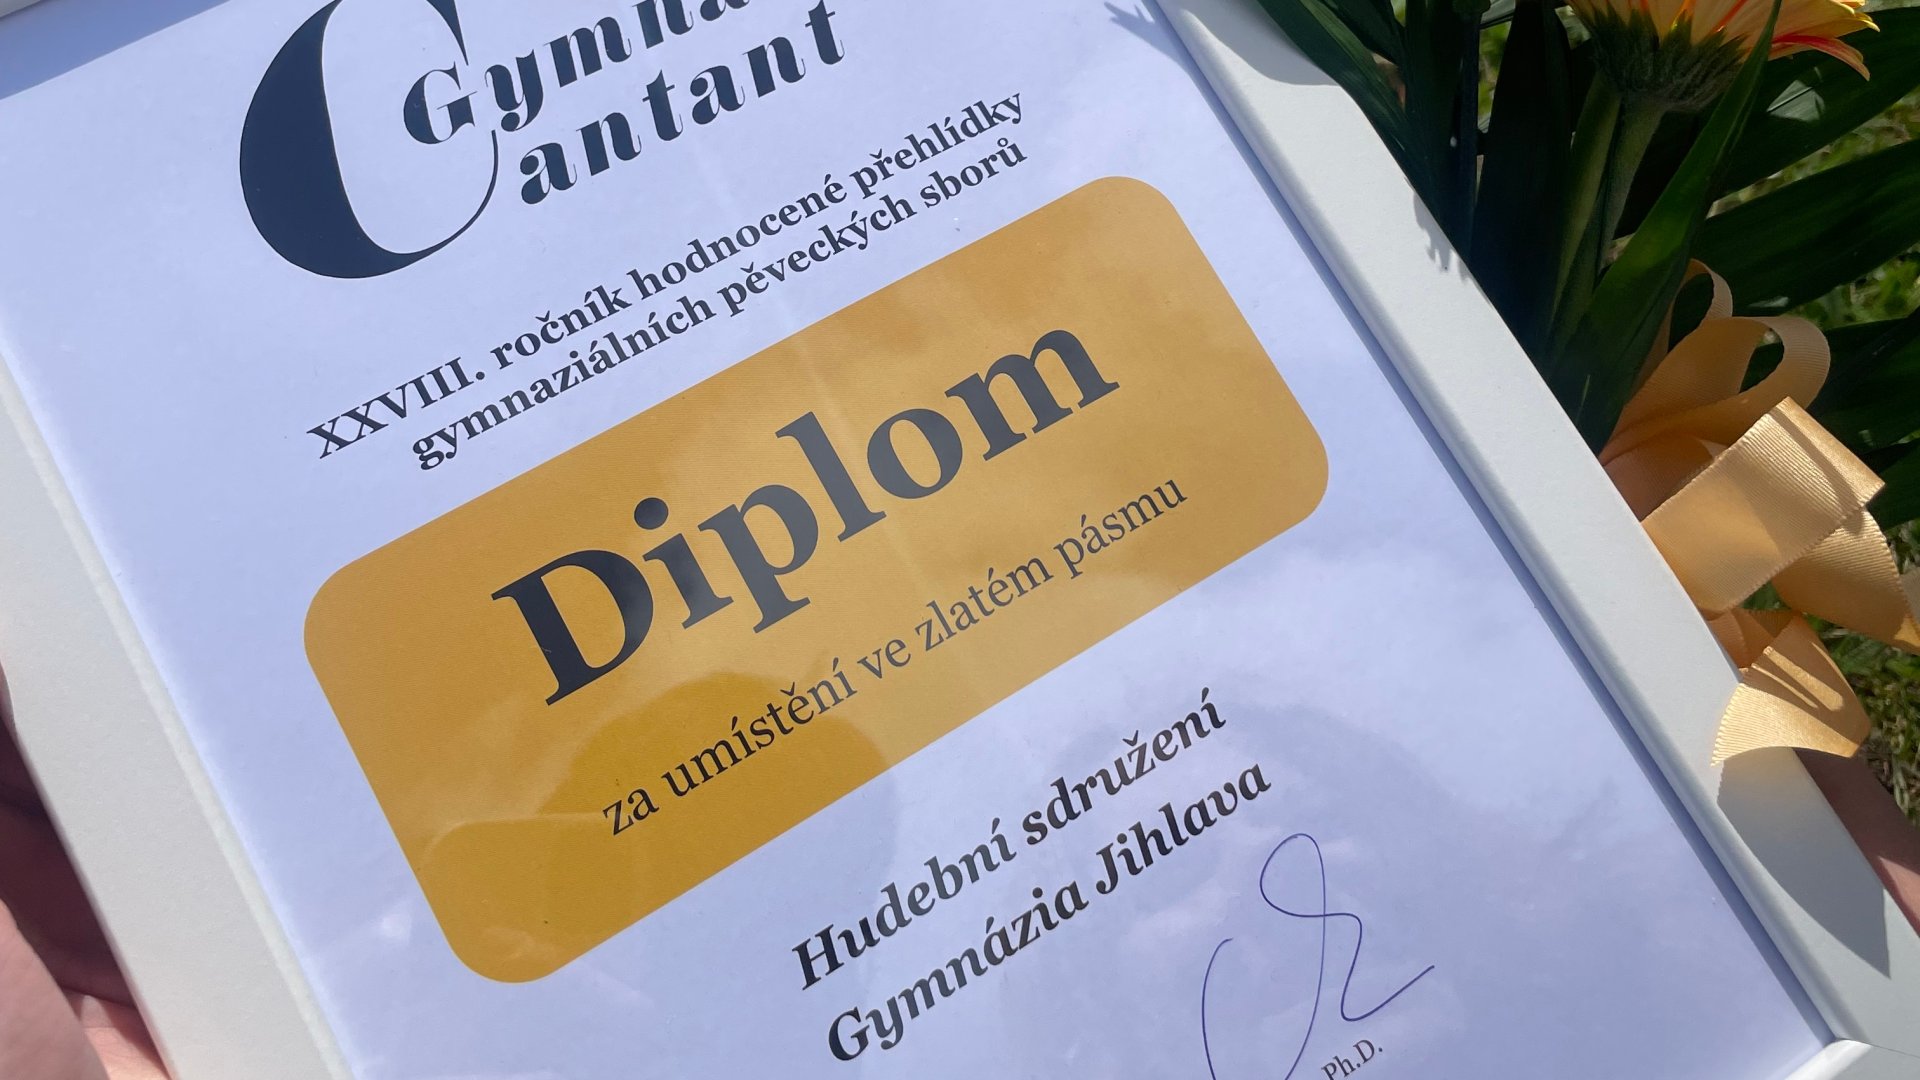 Cantant
XXVIII. ročník hodnocené přehlídky
gymnaziálních pěveckých sborů
Diplom
za umístění ve zlatém pásmu
Hudební sdružení
Gymnázia Jihlava
Ph.D.